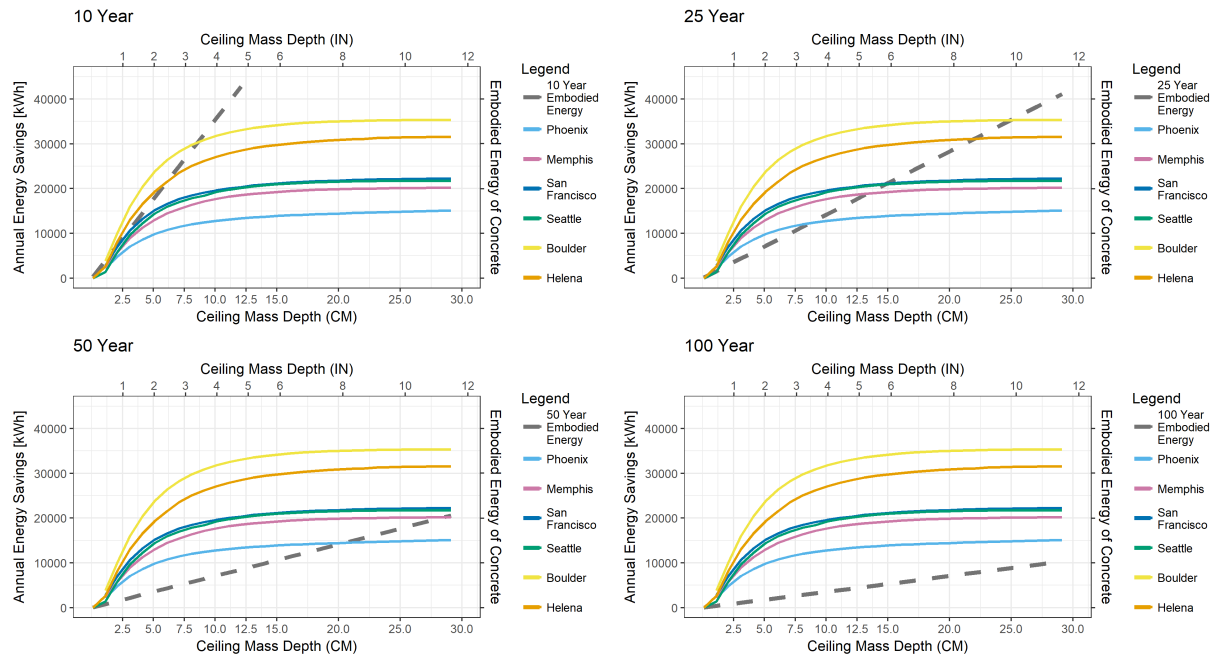 10 Year
Ceiling Mass Depth (IN)
1 2 3 4 5 6 8 10 12
Annual Energy Savings [kWh]
40000
30000
20000
10000
0
2.5 5.0 7.5 10.0 12.5 15.0 20.0 25.0 30.0
Ceiling Mass Depth (CM)
Embodied Energy of Concrete
Legend
10 Year
Embodied
Energy
Phoenix
Memphis
San
Francisco
Seattle
Boulder
Helena
25 Year
Ceiling Mass Depth (IN)
1 2 3 4 5 6 8 10 12
Annual Energy Savings [kWh]
40000
30000
20000
10000
0
2.5 5.0 7.5 10.0 12.5 15.0 20.0 25.0 30.0
Ceiling Mass Depth (CM)
Embodied Energy of Concrete
Legend
25 Year
Embodied
Energy
Phoenix
Memphis
San
Francisco
Seattle
Boulder
Helena
50 Year
Ceiling Mass Depth (IN)
1 2 3 4 5 6 8 10 12
Annual Energy Savings [kWh]
40000
30000
20000
10000
0
2.5 5.0 7.5 10.0 12.5 15.0 20.0 25.0 30.0
Ceiling Mass Depth (CM)
Embodied Energy of Concrete
Legend
50 Year
Embodied
Energy
Phoenix
Memphis
San
Francisco
Seattle
Boulder
Helena
100 Year
Ceiling Mass Depth (IN)
1 2 3 4 5 6 8 10 12
Annual Energy Savings [kWh]
40000
30000
20000
10000
0
2.5 5.0 7.5 10.0 12.5 15.0 20.0 25.0 30.0
Ceiling Mass Depth (CM)
Embodied Energy of Concrete
Legend
100 Year
Embodied
Energy
Phoenix
Memphis
San
Francisco
Seattle
Boulder
Helena